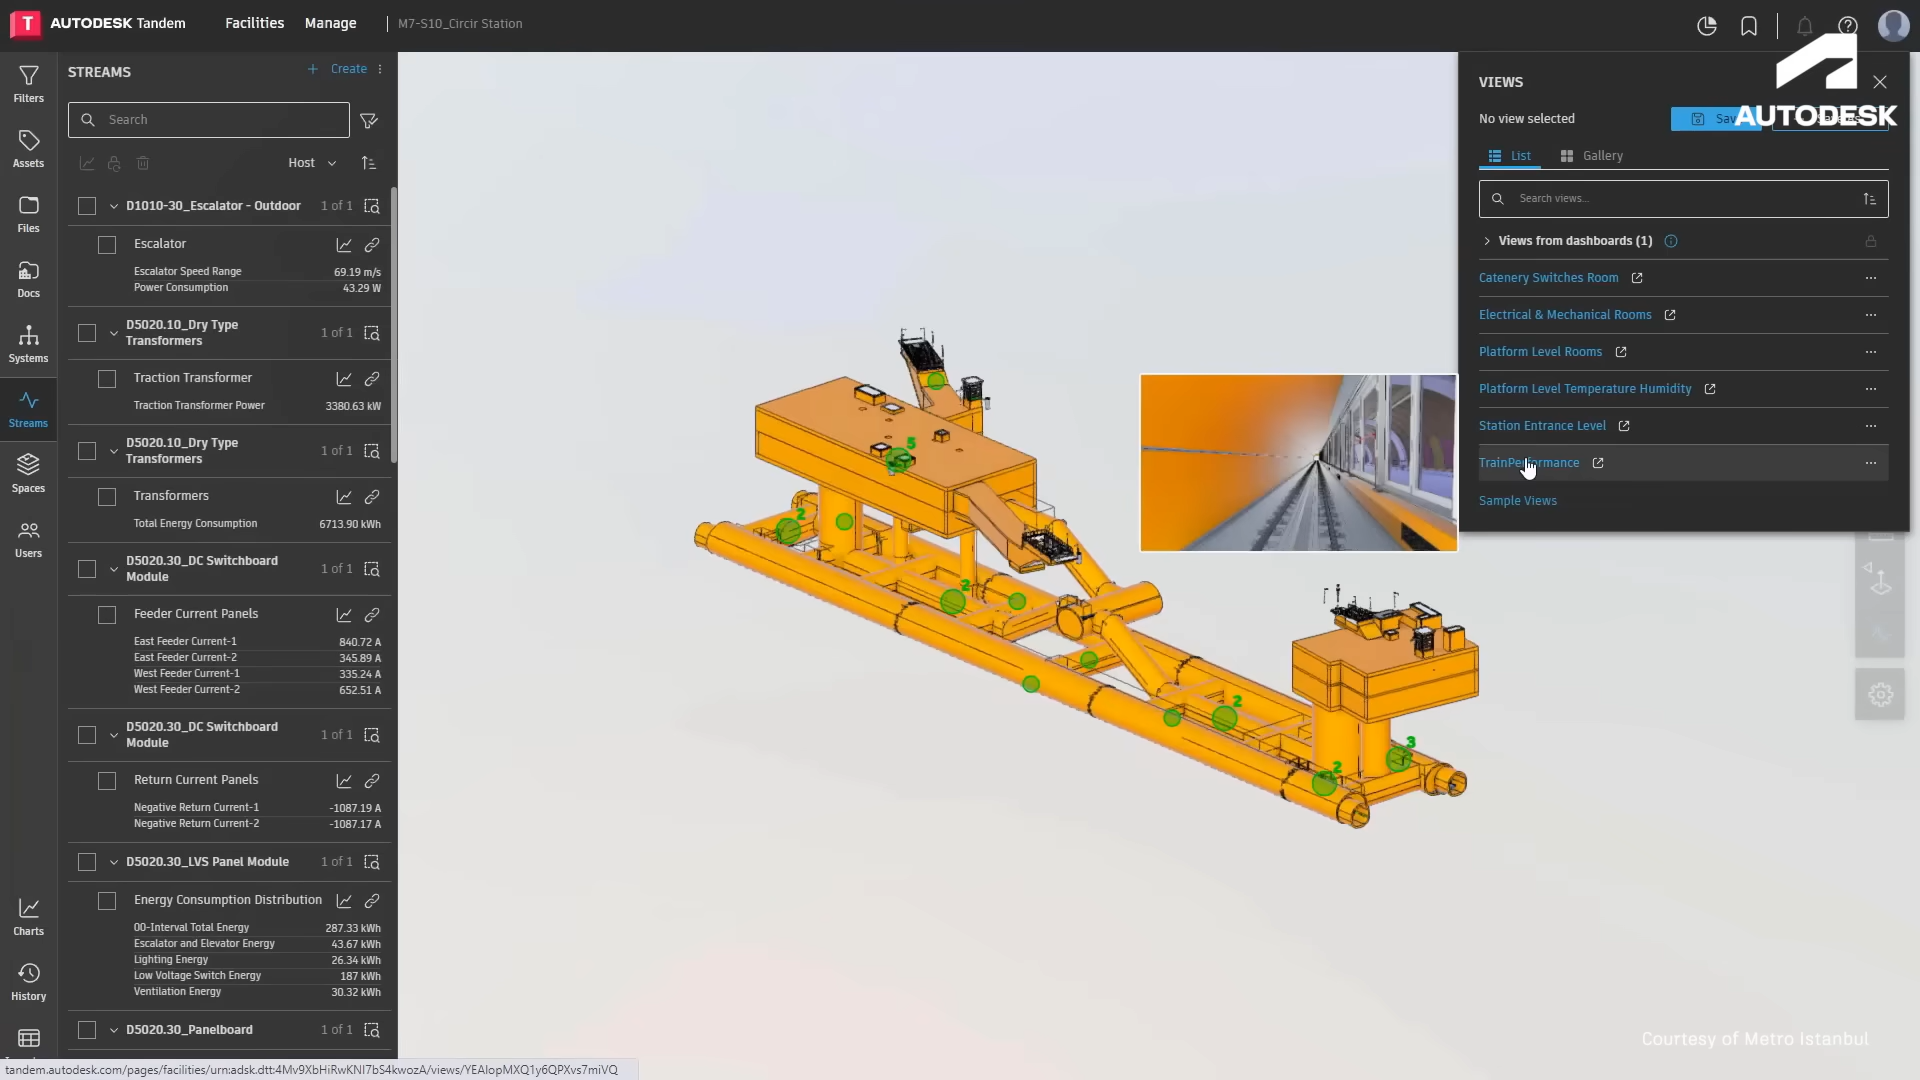 T AUTODESK Tandem
Facilities
Manage
M7-S10_Circir Station
Filters
Assets
Files
Docs
Systems
Streams
Spaces
Users
Charts
History
STREAMS
+ Create
Search
Host
D1010-30_Escalator - Outdoor 1 of 1
Escalator
Escalator Speed Range 69.19 m/s
Power Consumption 43.29 W
D5020.10_Dry Type
Transformers
1 of 1
Traction Transformer
Traction Transformer Power 3380.63 kW
D5020.10_Dry Type
Transformers
1 of 1
Transformers
Total Energy Consumption 6713.90 kWh
D5020.30_DC Switchboard
Module
1 of 1
Feeder Current Panels
East Feeder Current-1 840.72 A
East Feeder Current-2 345.89 A
West Feeder Current-1 335.24 A
West Feeder Current-2 652.51 A
D5020.30_DC Switchboard
Module
1 of 1
Return Current Panels
Negative Return Current-1 -1087.19 A
Negative Return Current-2 -1087.17 A
D5020.30_LVS Panel Module 1 of 1
Energy Consumption Distribution
00-Interval Total Energy 287.33 kWh
Escalator and Elevator Energy 43.67 kWh
Lighting Energy 26.34 kWh
Low Voltage Switch Energy 187 kWh
Ventilation Energy 30.32 kWh
D5020.30_Panelboard 1 of 1
tandem.autodesk.com/pages/facilities/urn:adsk.dtt:4Mv9XbHiRwKNI7bS4kwozA/views/YEAIopMXQ1y6QPXvs7miVQ
5
2
2
2
3
2
VIEWS
No view selected
AUTODESK
List
Gallery
Search views...
Views from dashboards (1)
Catenery Switches Room
Electrical & Mechanical Rooms
Platform Level Rooms
Platform Level Temperature Humidity
Station Entrance Level
TrainPerformance
Sample Views
Courtesy of Metro Istanbul